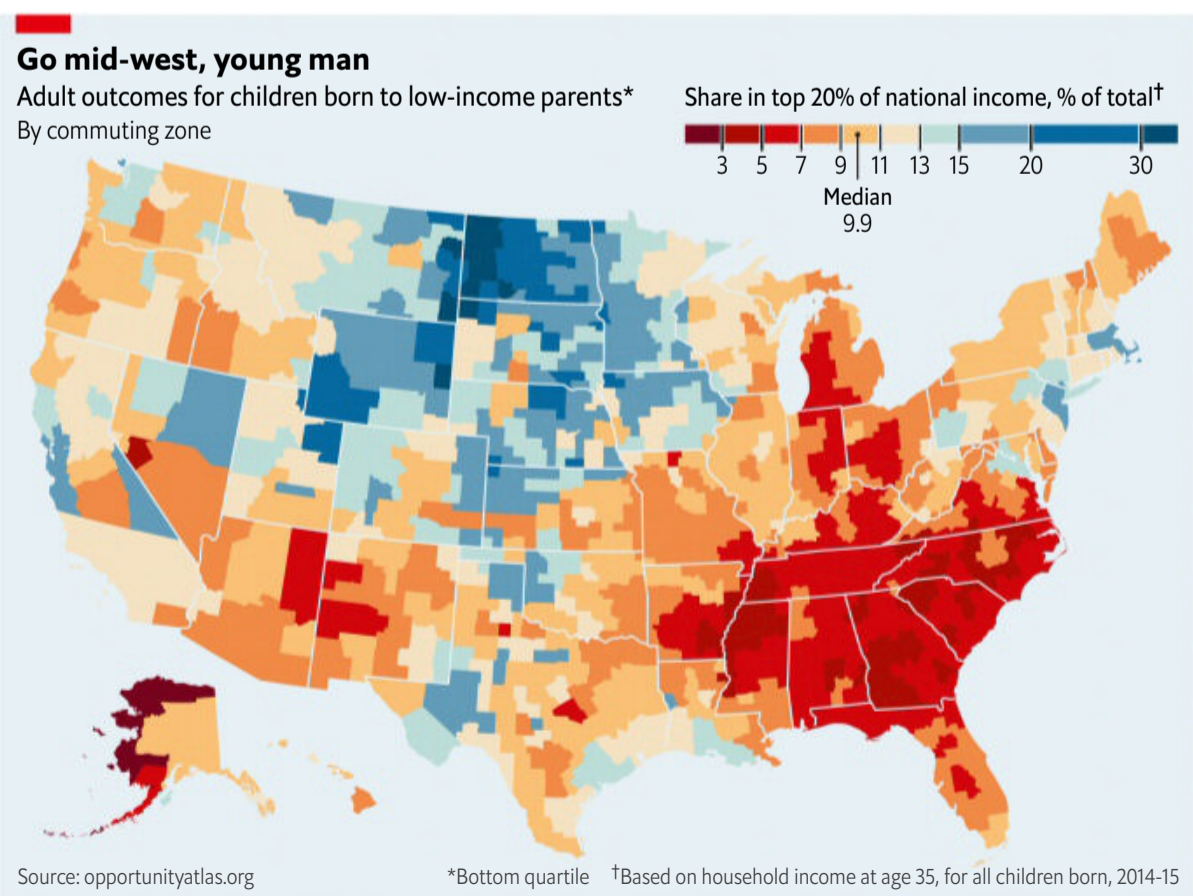 Go mid-west, young man
Adult outcomes for children born to low-income parents*
By commuting zone
Share in top 20% of national income, % of total†
3 5 7 9 11 13 15 20 30
Median
9.9
Source: opportunityatlas.org
*Bottom quartile †Based on household income at age 35, for all children born, 2014-15